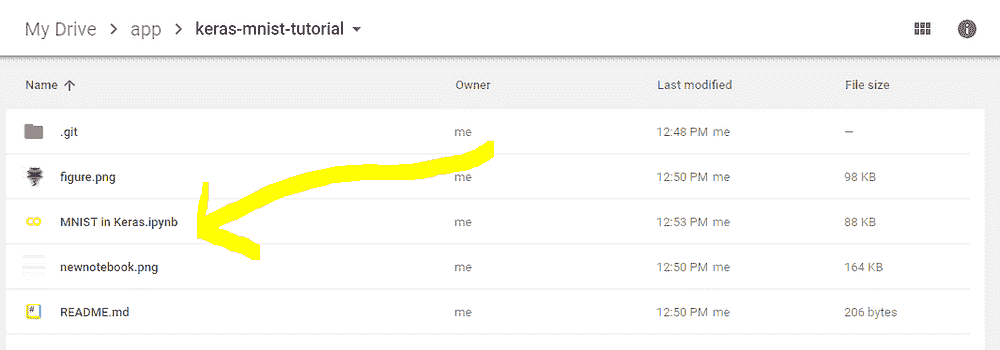 My Drive > app > keras-mnist-tutorial
Name Owner Last modified File size
.git me 12:48 PM me —
figure.png me 12:50 PM me 98 KB
MNIST in Keras.ipynb me 12:53 PM me 88 KB
newnotebook.png me 12:50 PM me 164 KB
README.md me 12:50 PM me 206 bytes